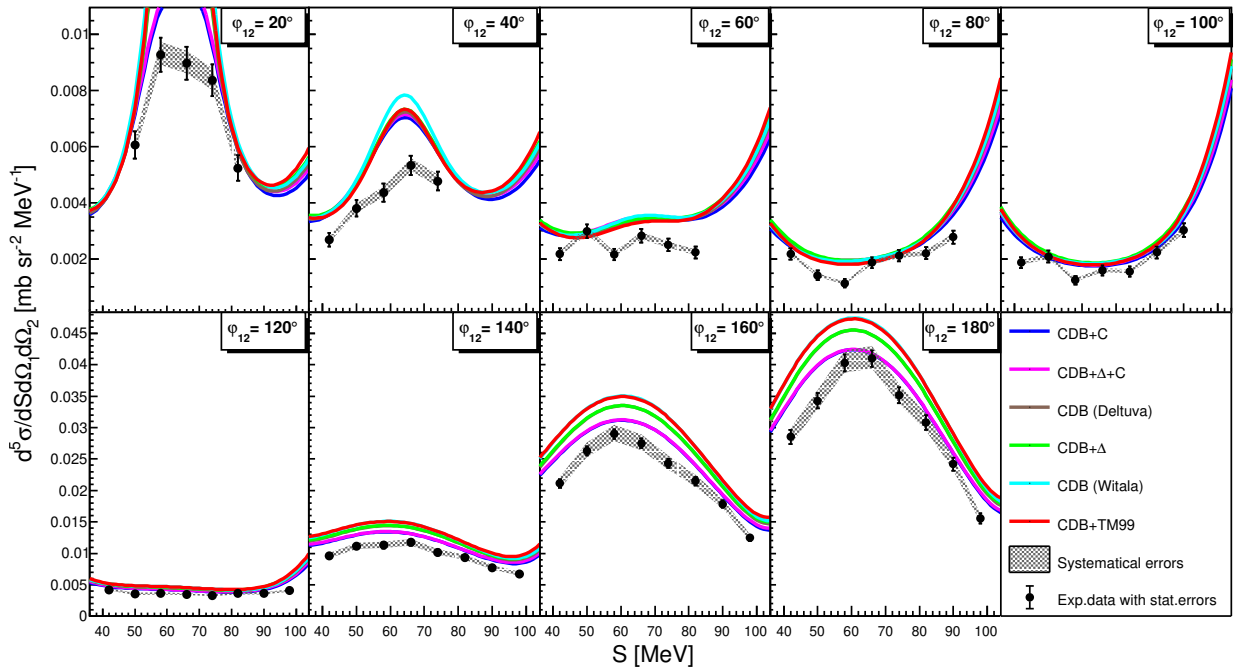 φ12= 20°
φ12= 40°
φ12= 60°
φ12= 80°
φ12= 100°
0.01
0.008
0.006
0.004
0.002
φ12= 120°
φ12= 140°
φ12= 160°
φ12= 180°
0.045
0.04
0.035
0.03
0.025
0.02
0.015
0.01
0.005
0
d⁵σ/dSdΩ₁dΩ₂ [mb sr⁻² MeV⁻¹]
CDB+C
CDB+Δ+C
CDB (Deltuva)
CDB+Δ
CDB (Witala)
CDB+TM99
Systematical errors
Exp.data with stat.errors
40 50 60 70 80 90 100
40 50 60 70 80 90 100
40 50 60 70 80 90 100
40 50 60 70 80 90 100
S [MeV]